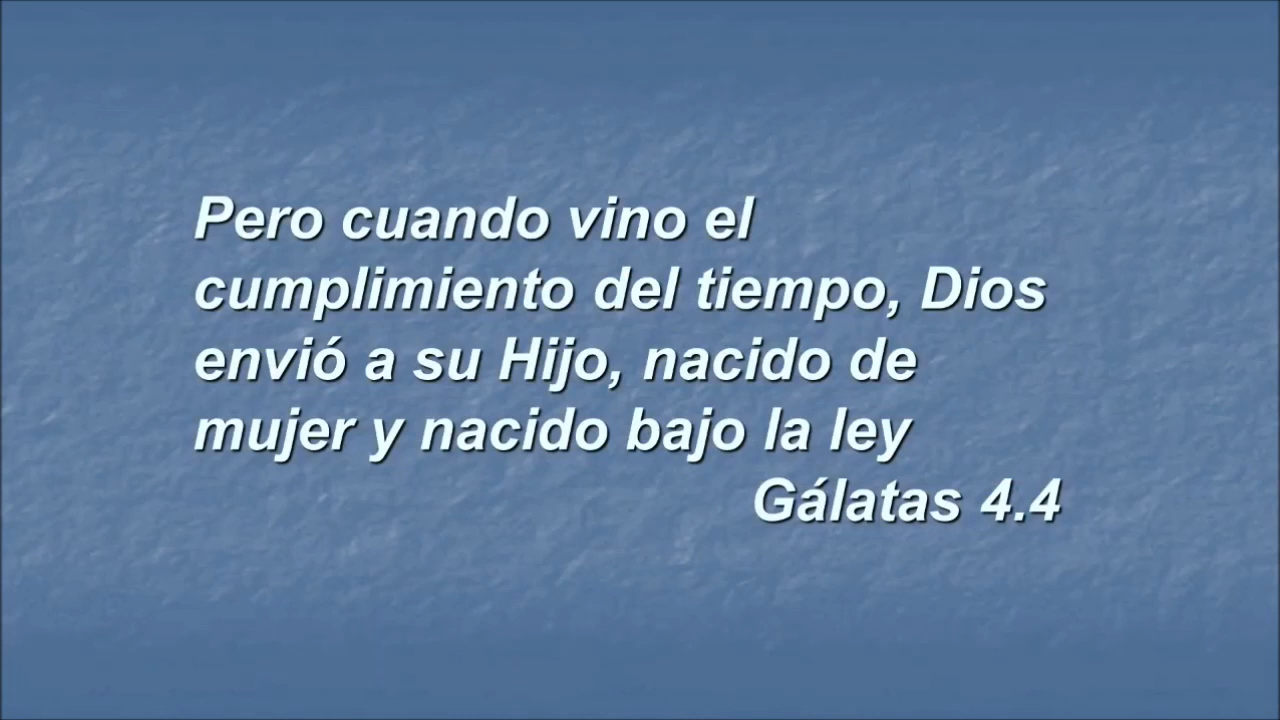 Pero cuando vino el
cumplimiento del tiempo, Dios
envió a su Hijo, nacido de
mujer y nacido bajo la ley
Gálatas 4.4